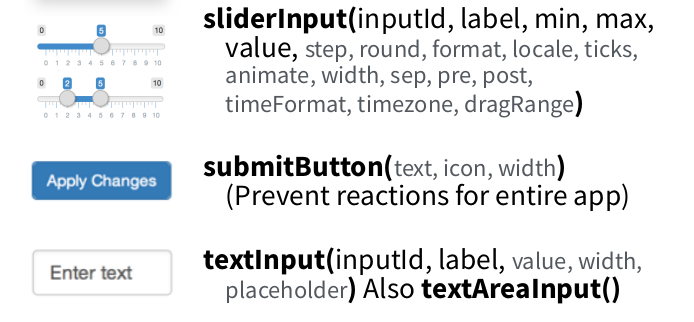 sliderInput(inputId, label, min, max,
value, step, round, format, locale, ticks,
animate, width, sep, pre, post,
timeFormat, timezone, dragRange)
0 5 10
0 1 2 3 4 5 6 7 8 9 10
0 2 5 10
0 1 2 3 4 5 6 7 8 9 10
submitButton(text, icon, width)
(Prevent reactions for entire app)
Apply Changes
textInput(inputId, label, value, width,
placeholder) Also textAreaInput()
Enter text